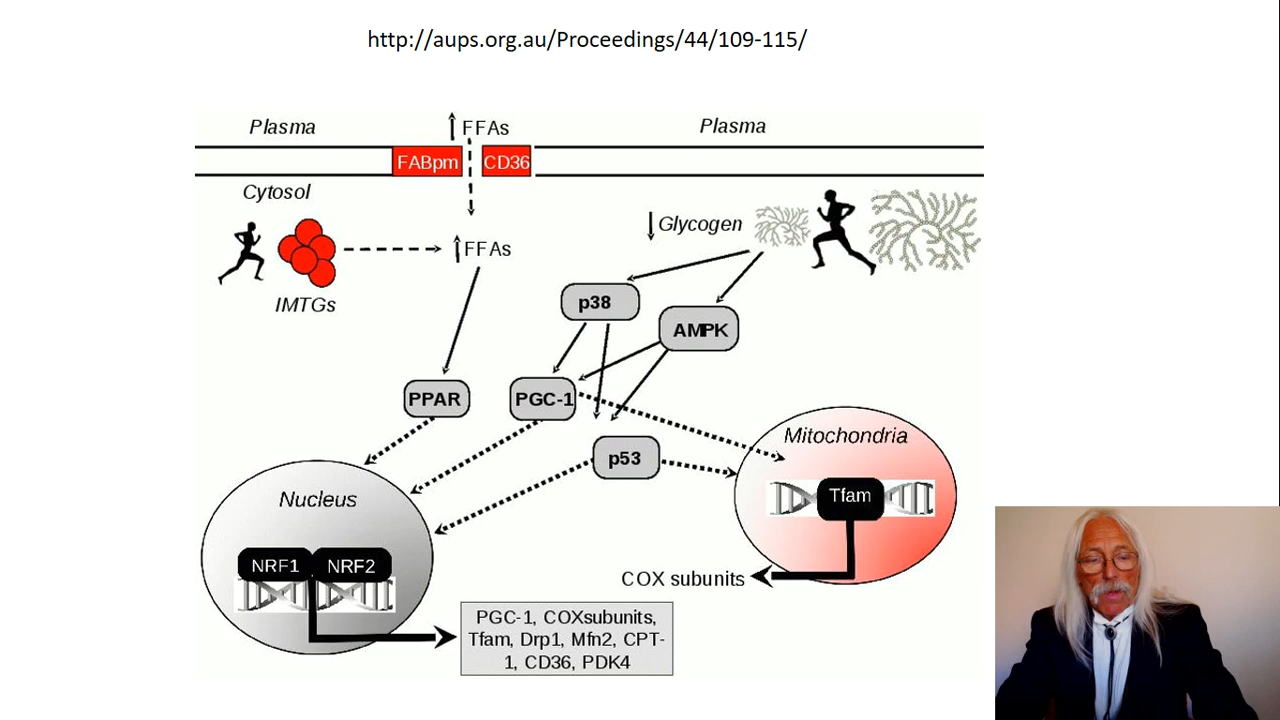 http://aups.org.au/Proceedings/44/109-115/
Plasma
FFAs
Plasma
FABpm
CD36
Cytosol
Glycogen
FFAs
IMTGs
p38
AMPK
PPAR
PGC-1
p53
Mitochondria
Tfam
Nucleus
NRF1
NRF2
COX subunits
PGC-1, COXsubunits,
Tfam, Drp1, Mfn2, CPT-
1, CD36, PDK4